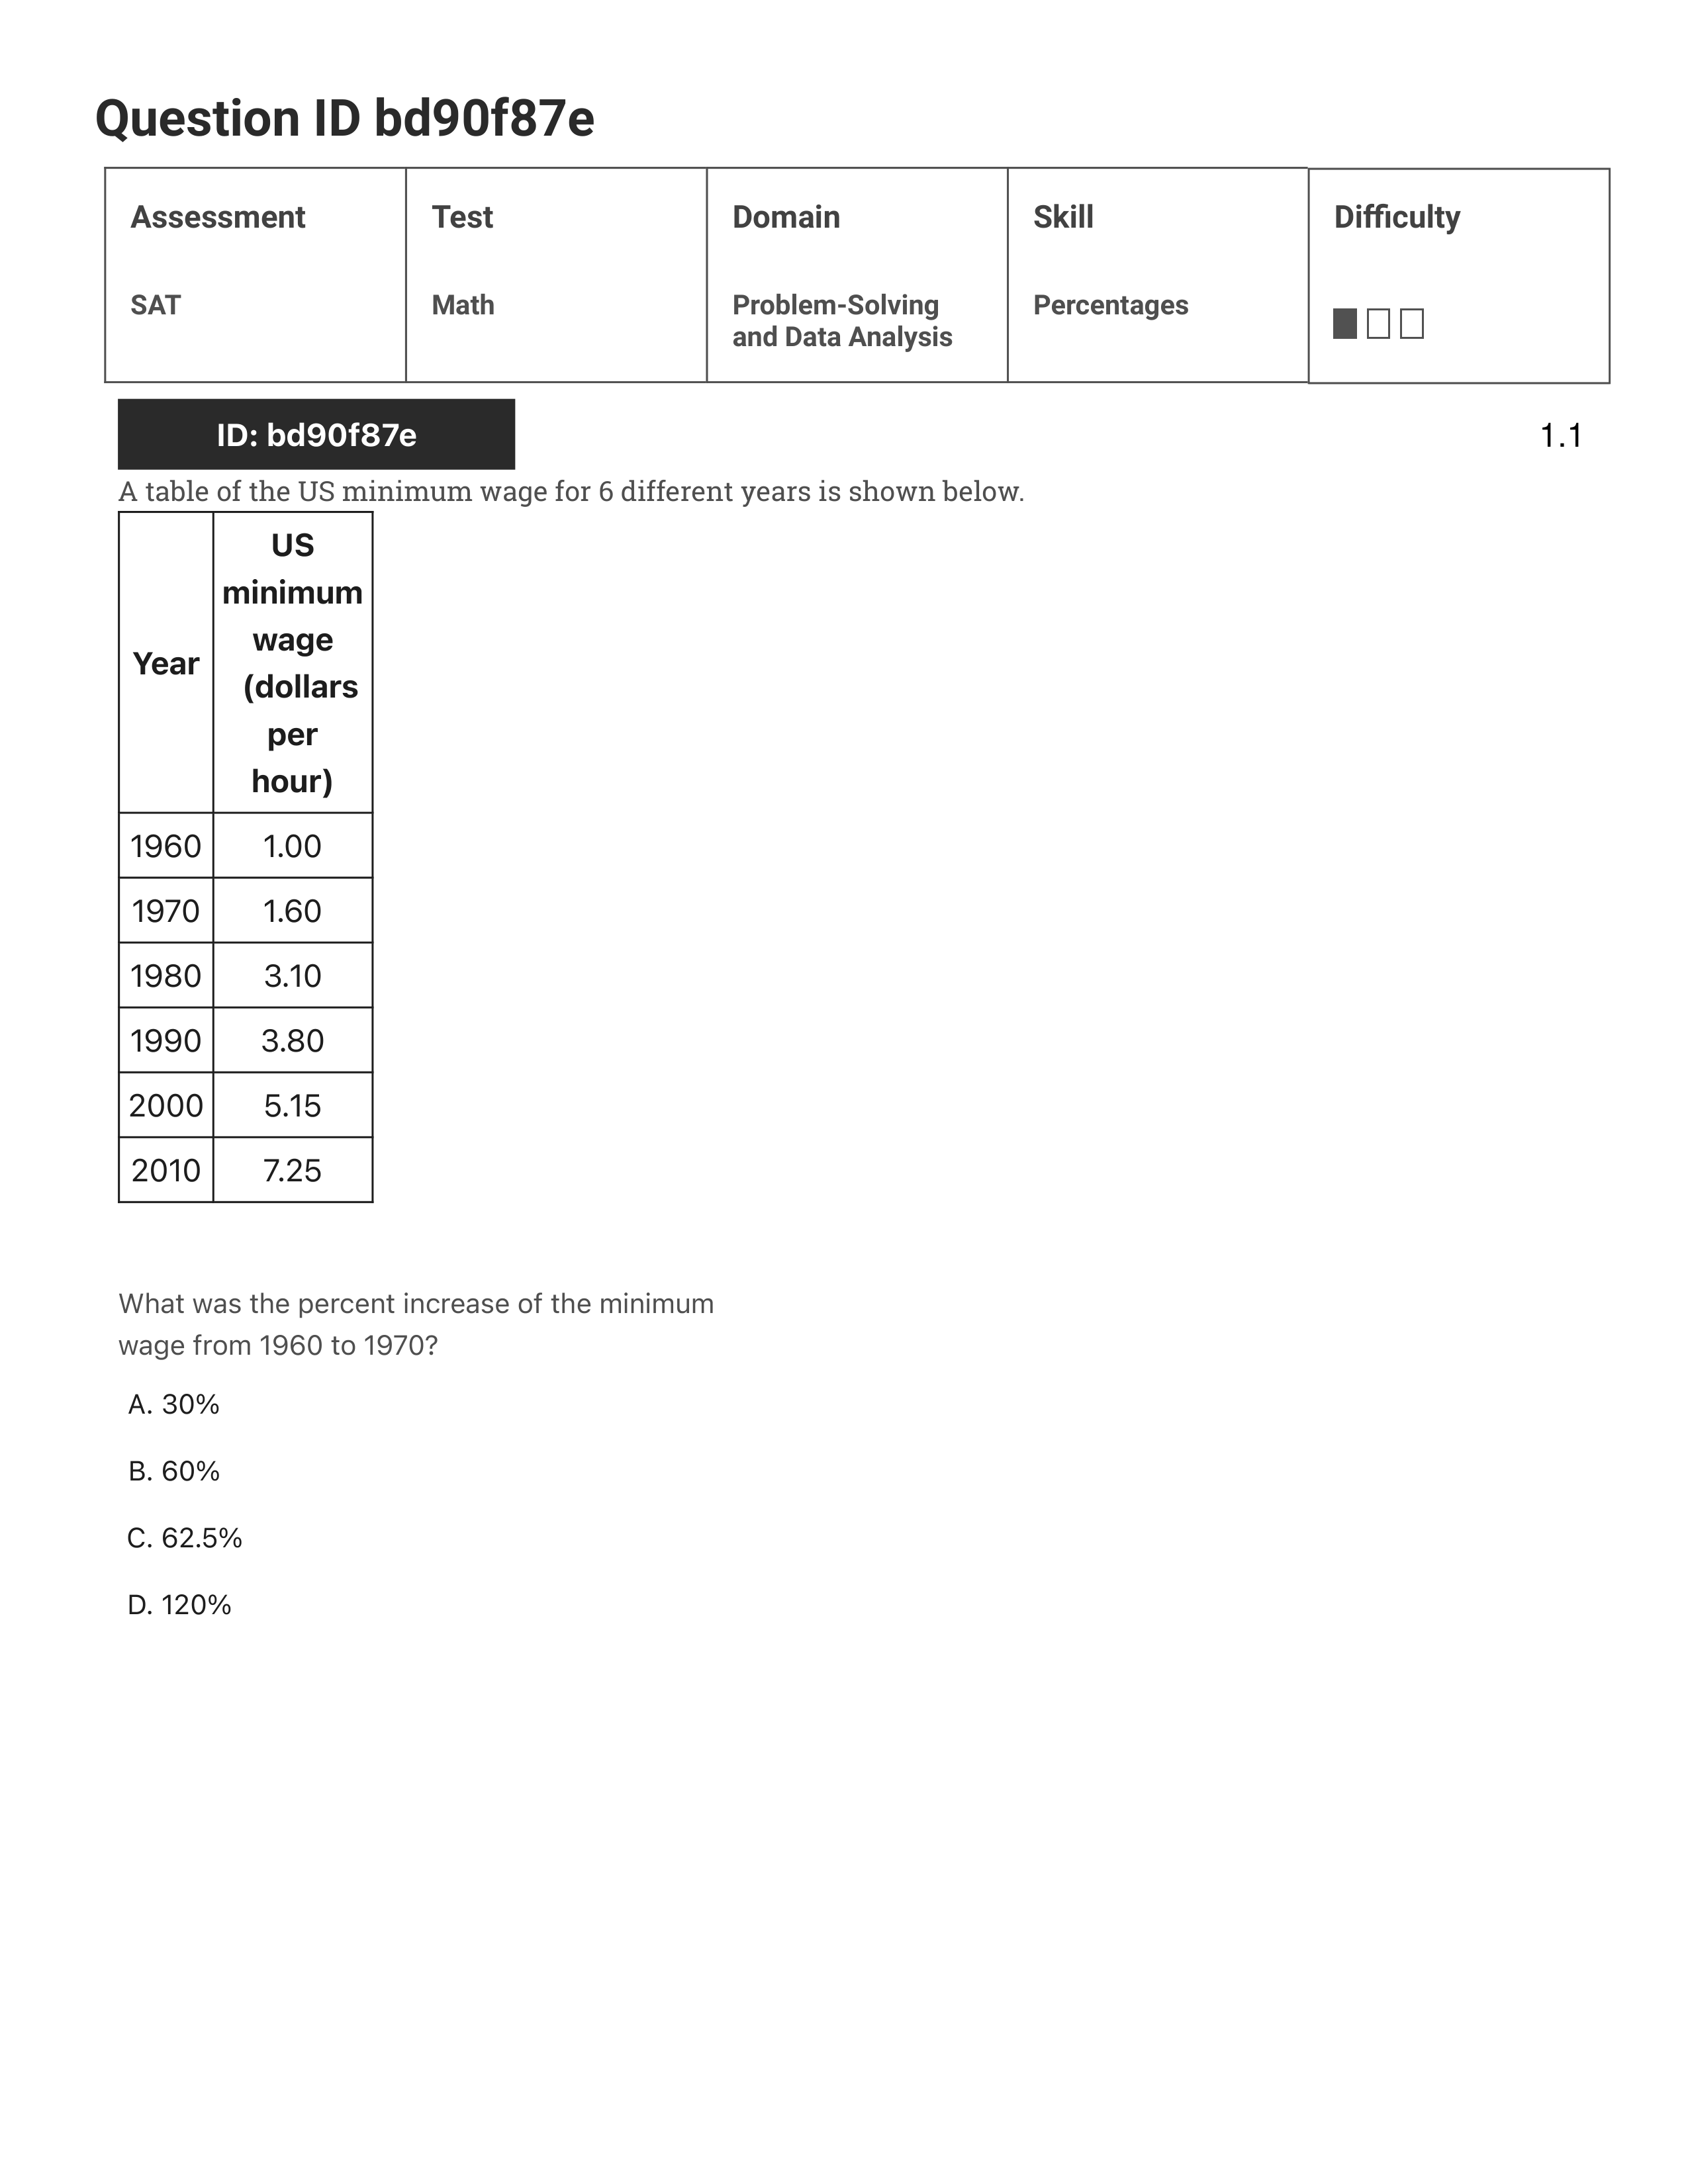 Question ID bd90f87e
Assessment
Test
Domain
Skill
Difficulty
SAT
Math
Problem-Solving
and Data Analysis
Percentages
ID: bd90f87e
1.1
A table of the US minimum wage for 6 different years is shown below.
Year
US
minimum
wage
(dollars
per
hour)
1960 1.00
1970 1.60
1980 3.10
1990 3.80
2000 5.15
2010 7.25
What was the percent increase of the minimum
wage from 1960 to 1970?
A. 30%
B. 60%
C. 62.5%
D. 120%